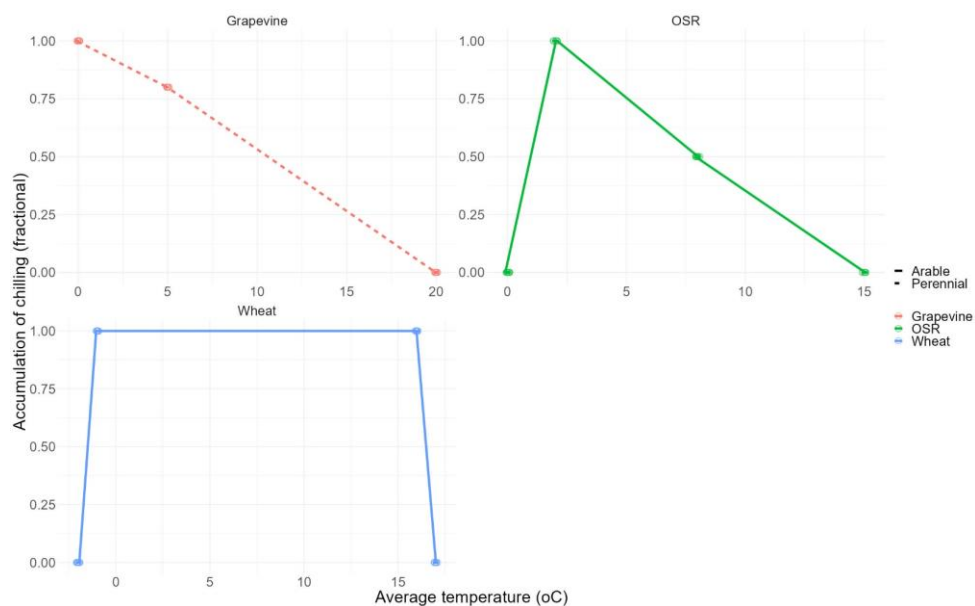 Grapevine
OSR
1.00
0.75
0.50
0.25
0.00
0 5 10 15 20
1.00
0.75
0.50
0.25
0.00
0 5 10 15
Wheat
1.00
0.75
0.50
0.25
0.00
0 5 10 15
Accumulation of chilling (fractional)
Average temperature (oC)
Arable
Perennial
Grapevine
OSR
Wheat